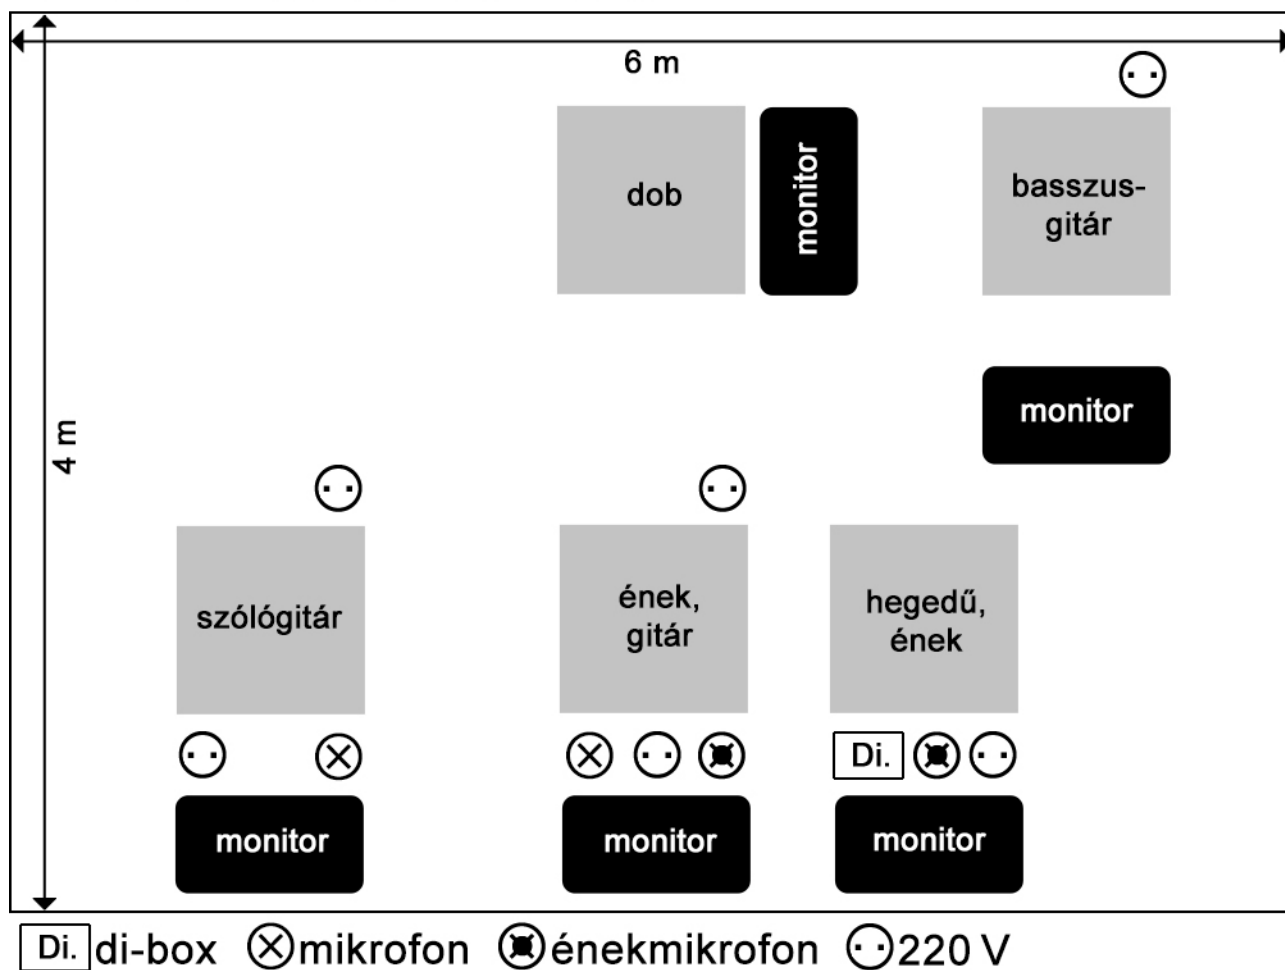 6 m
4 m
dob
monitor
basszus-
gitár
monitor
szólógitár
ének,
gitár
hegedű,
ének
Di.
monitor
monitor
monitor
Di. di-box mikrofon énekmikrofon 220 V